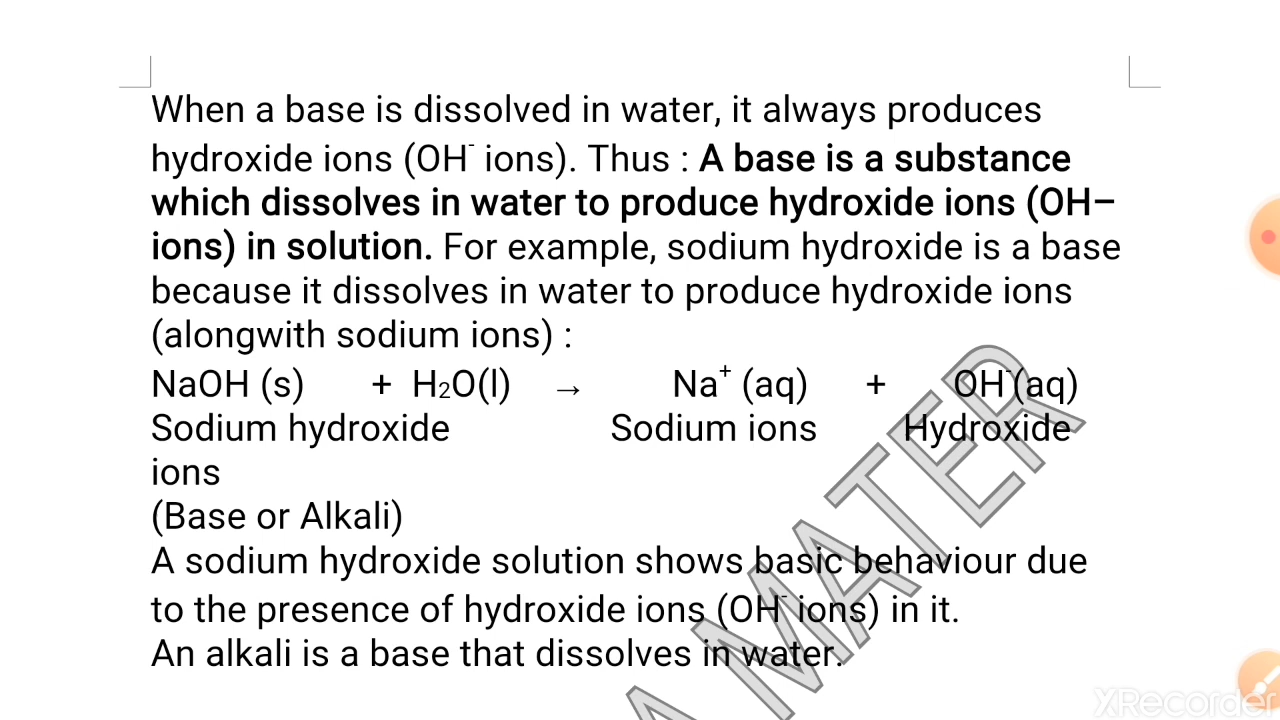 When a base is dissolved in water, it always produces
hydroxide ions (OH⁻ ions). Thus : A base is a substance
which dissolves in water to produce hydroxide ions (OH–
ions) in solution. For example, sodium hydroxide is a base
because it dissolves in water to produce hydroxide ions
(alongwith sodium ions) :
NaOH (s) + H₂O(l) → Na⁺ (aq) + OH⁻(aq)
Sodium hydroxide Sodium ions Hydroxide
ions
(Base or Alkali)
A sodium hydroxide solution shows basic behaviour due
to the presence of hydroxide ions (OH⁻ ions) in it.
An alkali is a base that dissolves in water.
A MATER
XRecorder